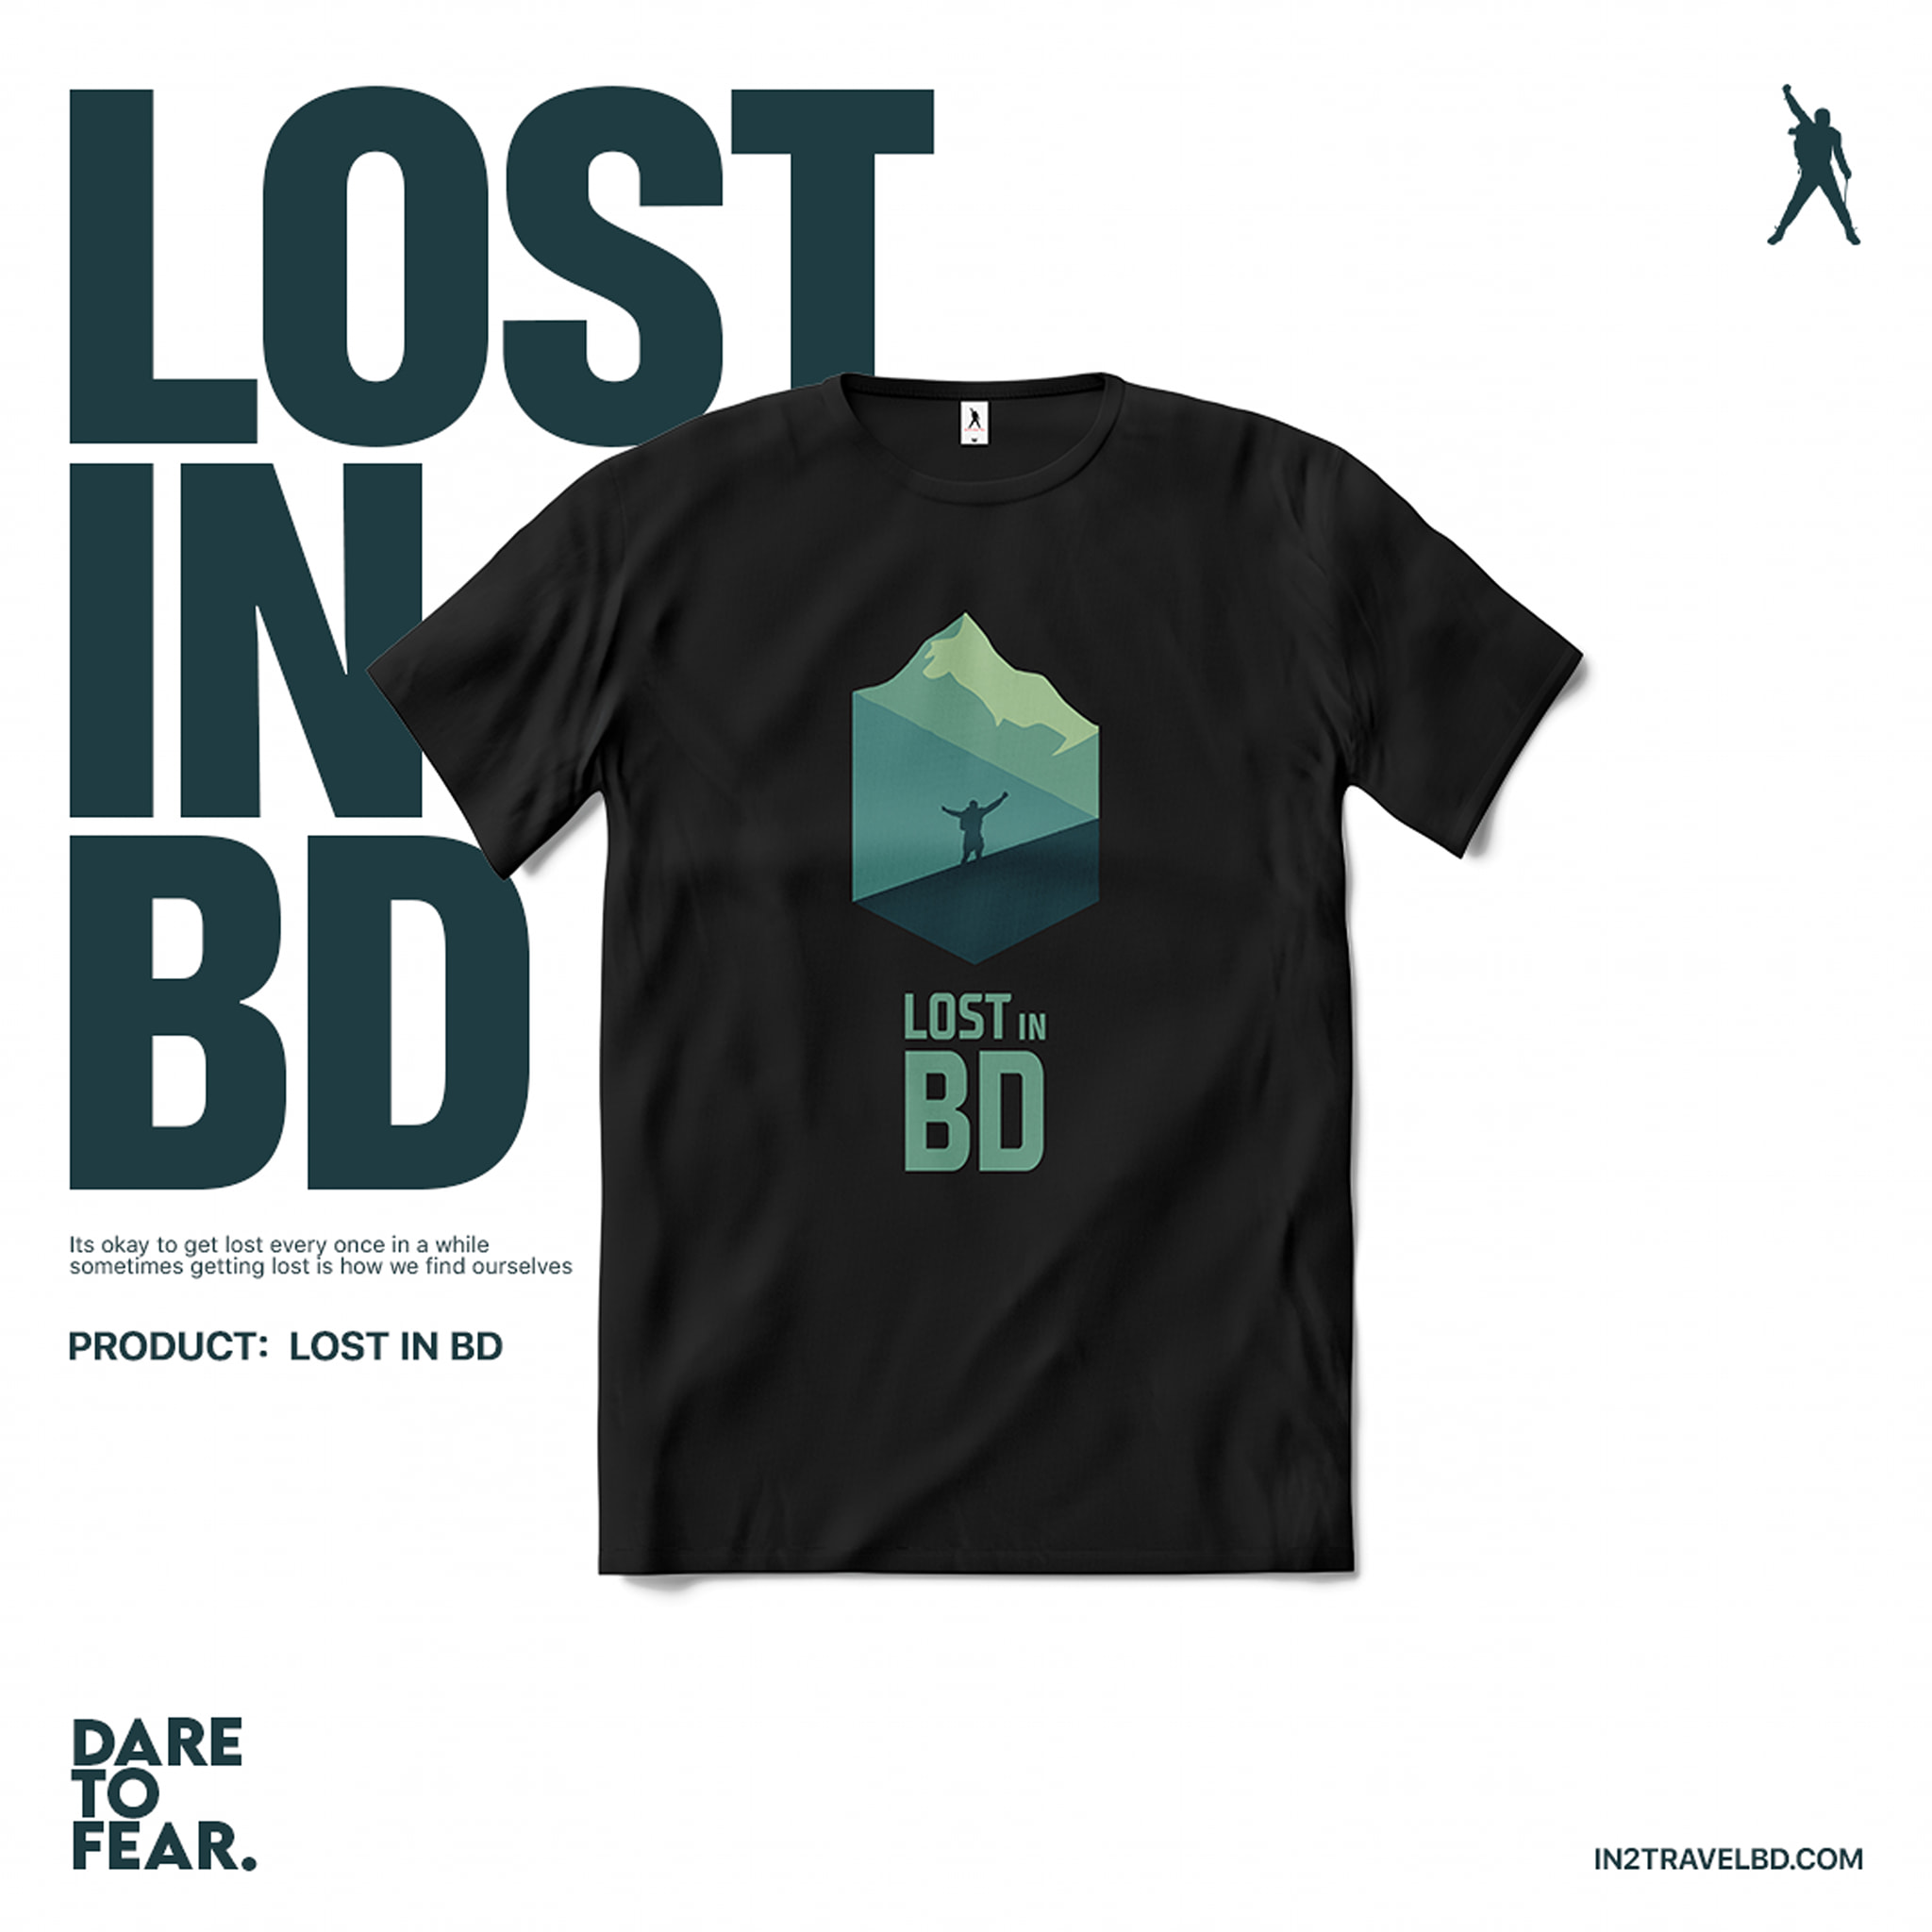 LOST
IN
BD
LOST IN
BD
Its okay to get lost every once in a while
sometimes getting lost is how we find ourselves
PRODUCT: LOST IN BD
DARE
TO
FEAR.
IN2TRAVELBD.COM